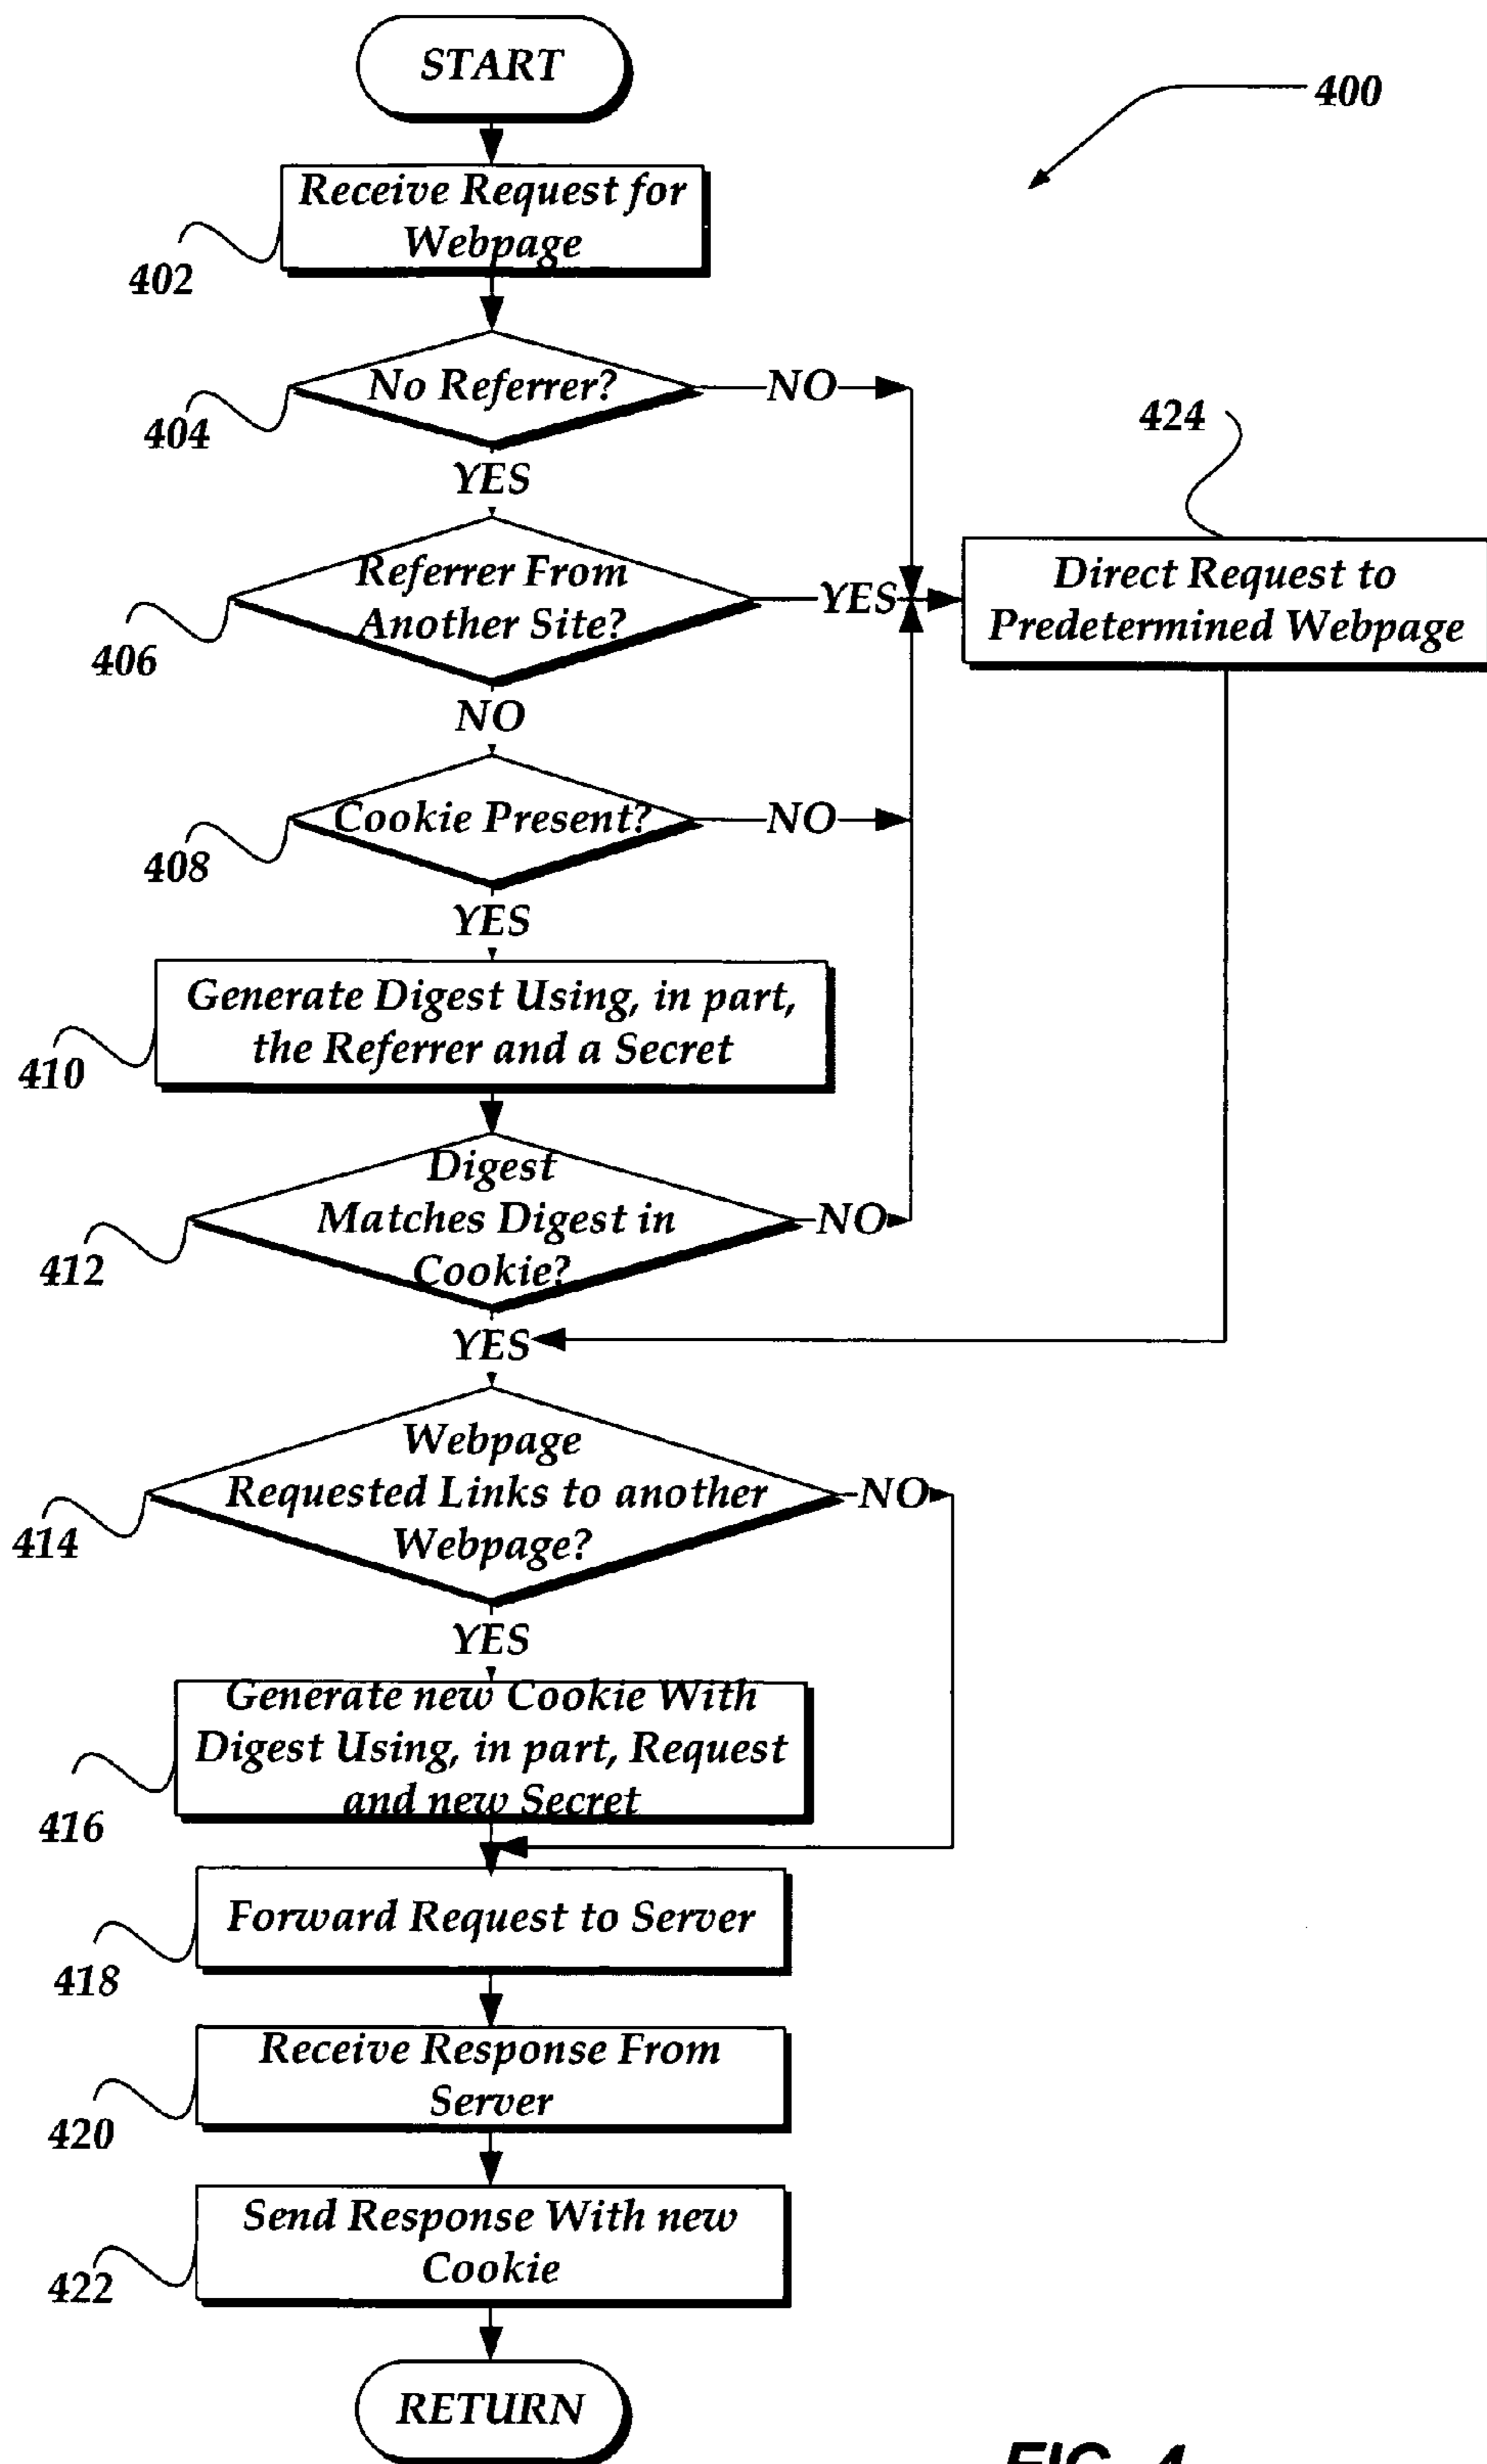 START
400
Receive Request for
Webpage
402
No Referrer?
NO
404
424
YES
Referrer From
Another Site?
YES
Direct Request to
Predetermined Webpage
406
NO
Cookie Present?
NO
408
YES
Generate Digest Using, in part,
the Referrer and a Secret
410
Digest
Matches Digest in
Cookie?
NO
412
YES
Webpage
Requested Links to another
Webpage?
NO
414
YES
Generate new Cookie With
Digest Using, in part, Request
and new Secret
416
Forward Request to Server
418
Receive Response From
Server
420
Send Response With new
Cookie
422
RETURN
FIG. 4